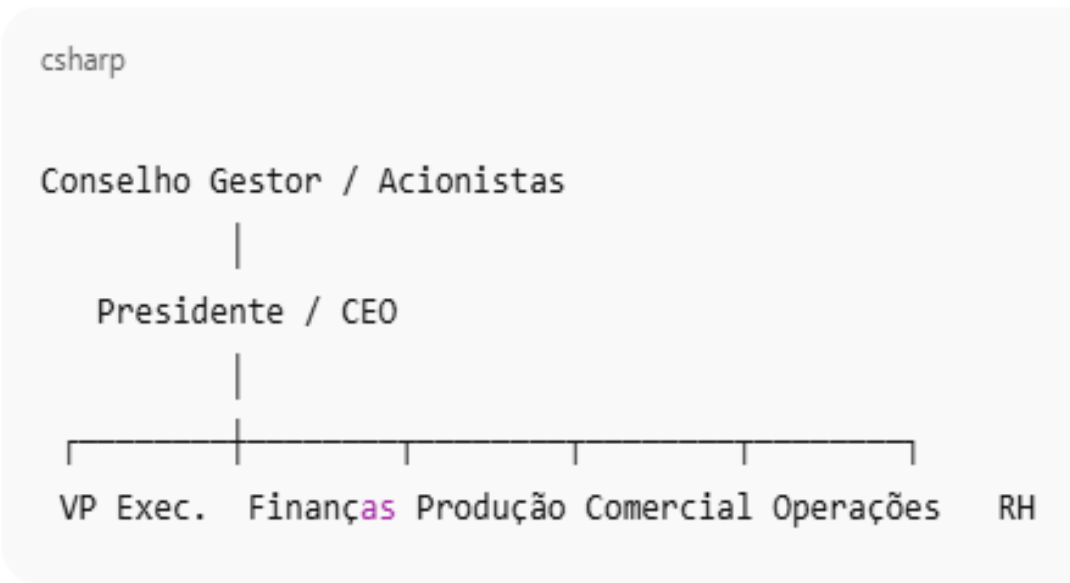 csharp
Conselho Gestor / Acionistas
Presidente / CEO
VP Exec. Finanças Produção Comercial Operações RH